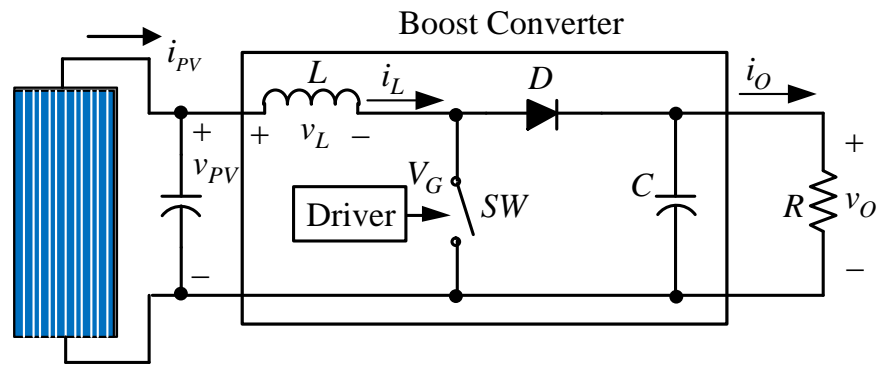 Boost Converter
i_PV
L
i_L
D
i_O
+
+ v_L −
+
v_PV
V_G
C
Driver
SW
R
v_O
−
−